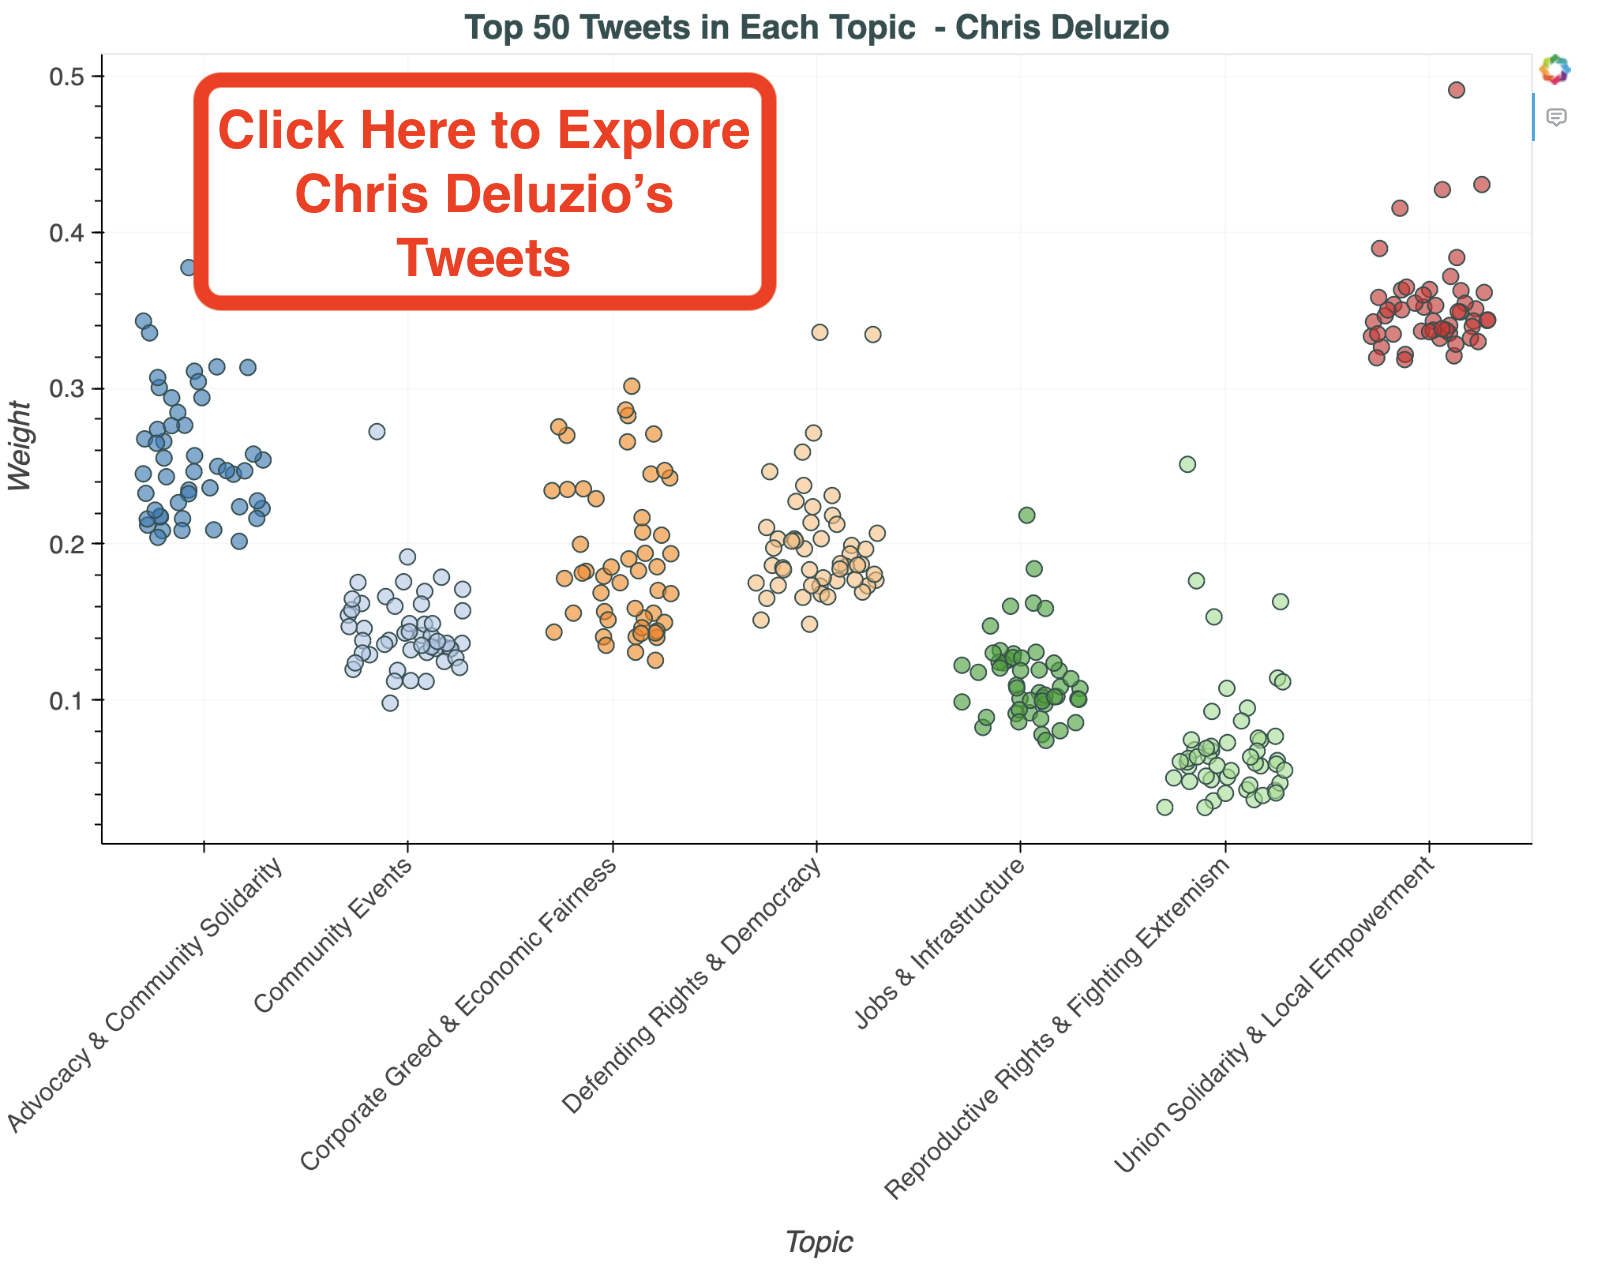 Top 50 Tweets in Each Topic - Chris Deluzio
Click Here to Explore
Chris Deluzio’s
Tweets
Weight
0.5
0.4
0.3
0.2
0.1
Advocacy & Community Solidarity
Community Events
Corporate Greed & Economic Fairness
Defending Rights & Democracy
Jobs & Infrastructure
Reproductive Rights & Fighting Extremism
Union Solidarity & Local Empowerment
Topic